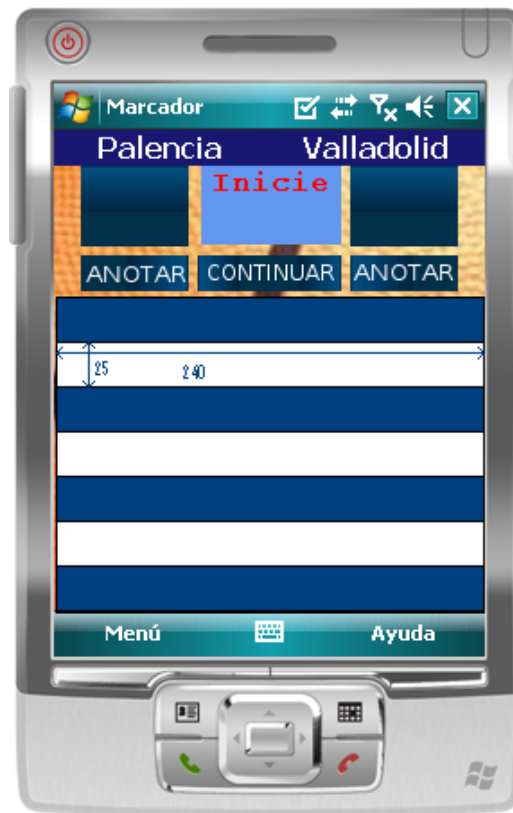 Marcador
Palencia Valladolid
Inicie
ANOTAR CONTINUAR ANOTAR
25 240
Menú Ayuda